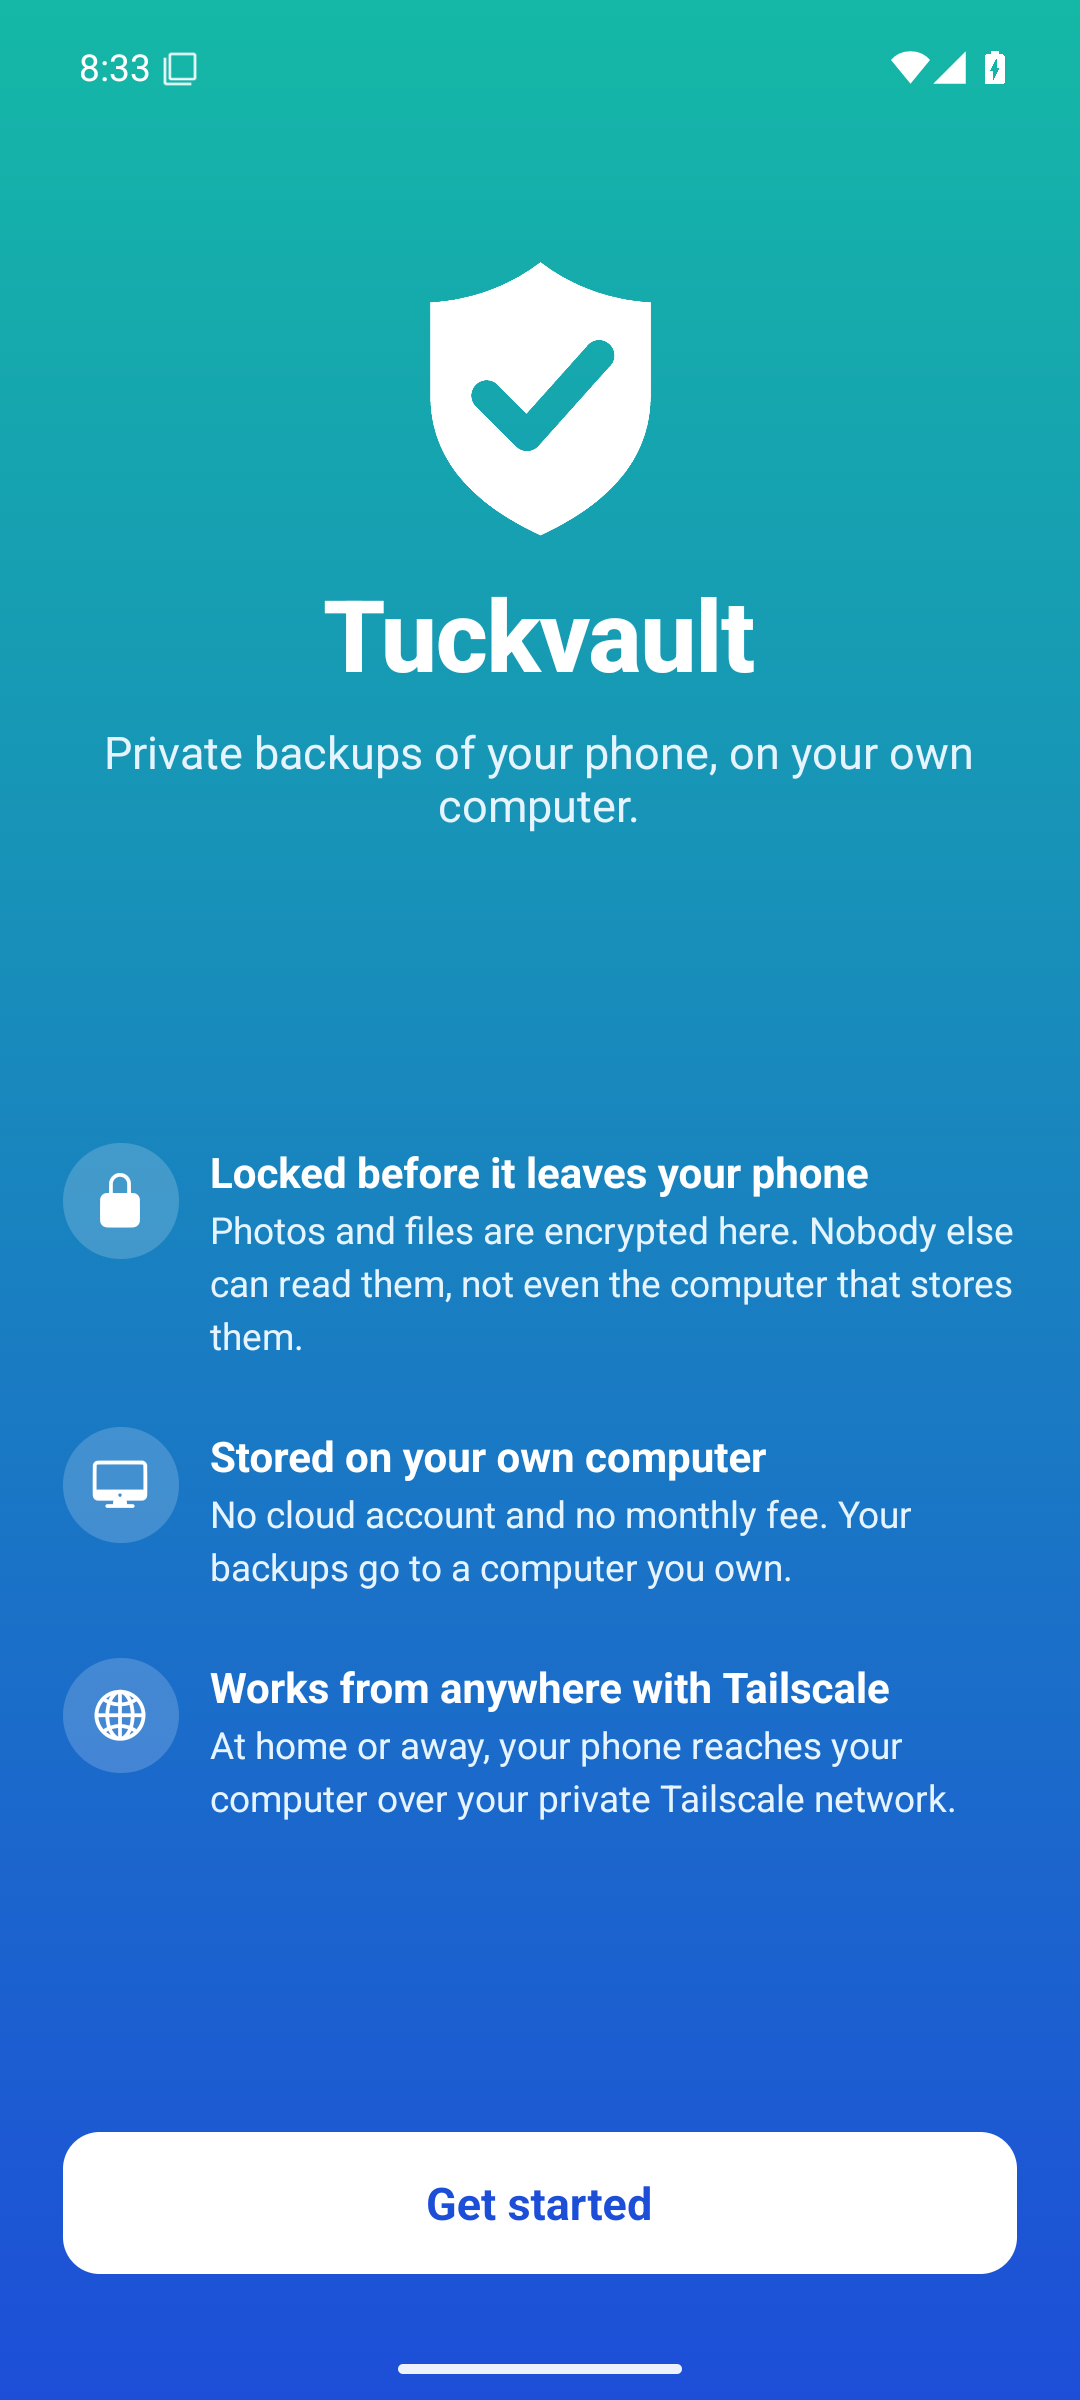 8:33
Tuckvault
Private backups of your phone, on your own
computer.
Locked before it leaves your phone
Photos and files are encrypted here. Nobody else
can read them, not even the computer that stores
them.
Stored on your own computer
No cloud account and no monthly fee. Your
backups go to a computer you own.
Works from anywhere with Tailscale
At home or away, your phone reaches your
computer over your private Tailscale network.
Get started